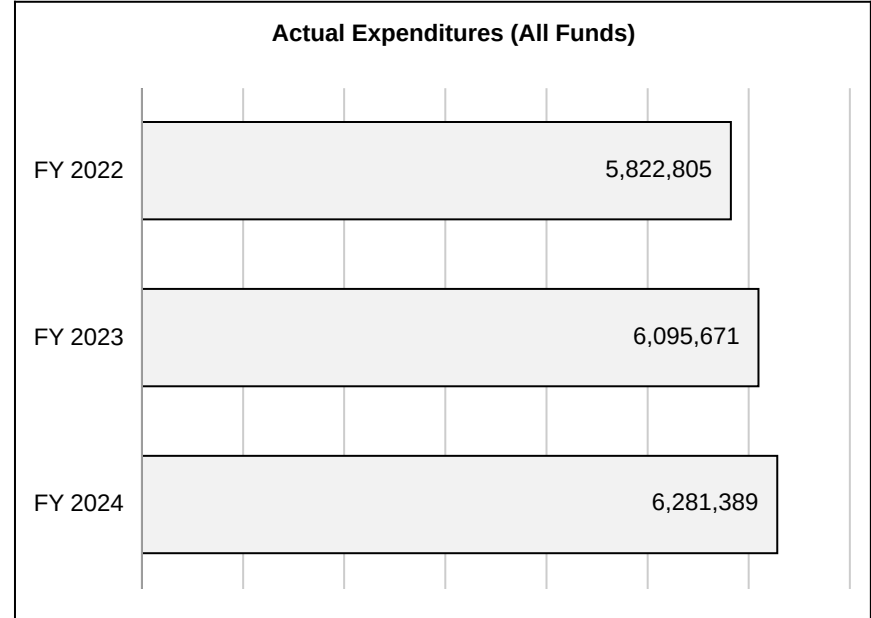 Actual Expenditures (All Funds)
FY 2022
5,822,805
FY 2023
6,095,671
FY 2024
6,281,389